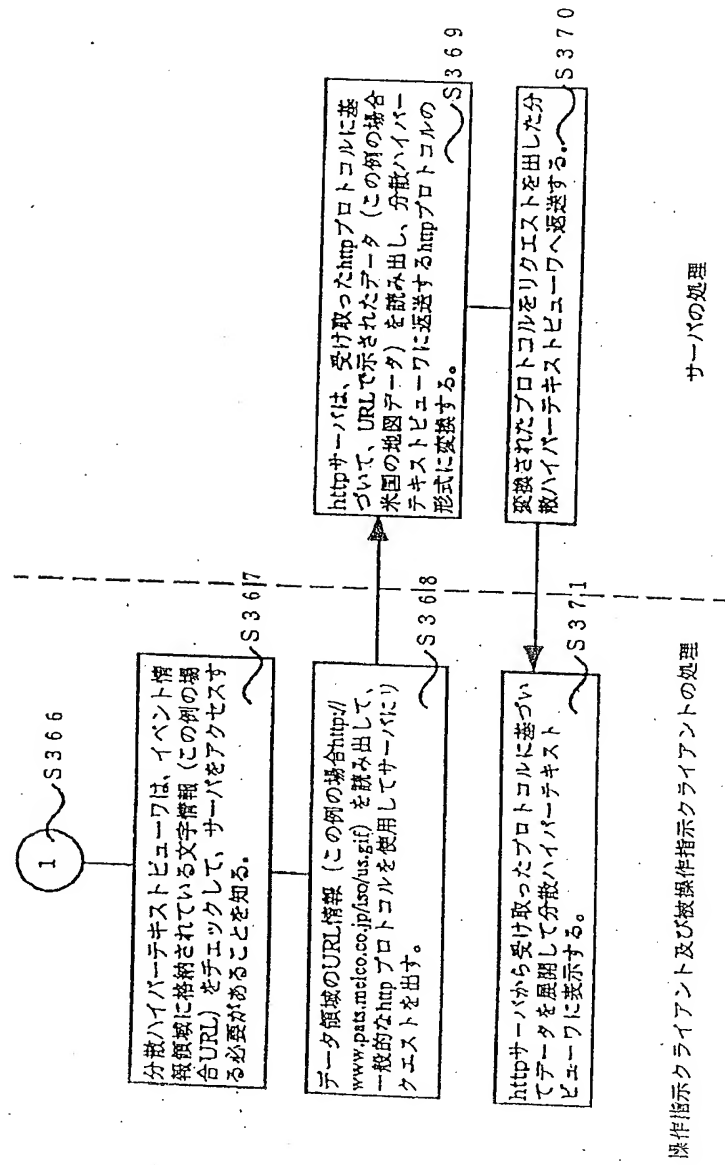 1
S366
分散ハイパーテキストビューワは、イベント情
報領域に格納されている文字情報（この例の場
合URL）をチェックして、サーバをアクセスす
る必要があることを知る。
S367
データ領域のURL情報（この例の場合http://
www.pats.melco.co.jp/iso/us.gif）を読み出して、
一般的なhttp プロトコルを使用してサーバにリ
クエストを出す。
S368
httpサーバは、受け取ったhttpプロトコルに基
づいて、URLで示されたデータ（この例の場合
米国の地図データ）を読み出し、分散ハイパー
テキストビューワに返送するhttpプロトコルの
形式に変換する。
S369
変換されたプロトコルをリクエストを出した分
散ハイパーテキストビューワへ返送する。
S370
httpサーバから受け取ったプロトコルに基づい
てデータを展開して分散ハイパーテキスト
ビューワに表示する。
S371
操作指示クライアント及び被操作指示クライアントの処理
サーバの処理